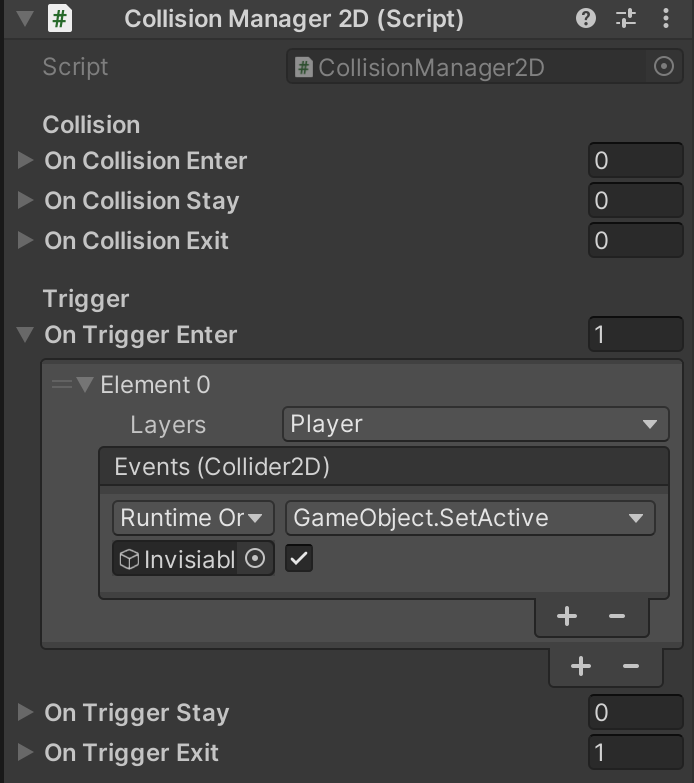 Collision Manager 2D (Script)
Script CollisionManager2D
Collision
On Collision Enter 0
On Collision Stay 0
On Collision Exit 0
Trigger
On Trigger Enter 1
Element 0
Layers Player
Events (Collider2D)
Runtime Or GameObject.SetActive
Invisiabl
On Trigger Stay 0
On Trigger Exit 1